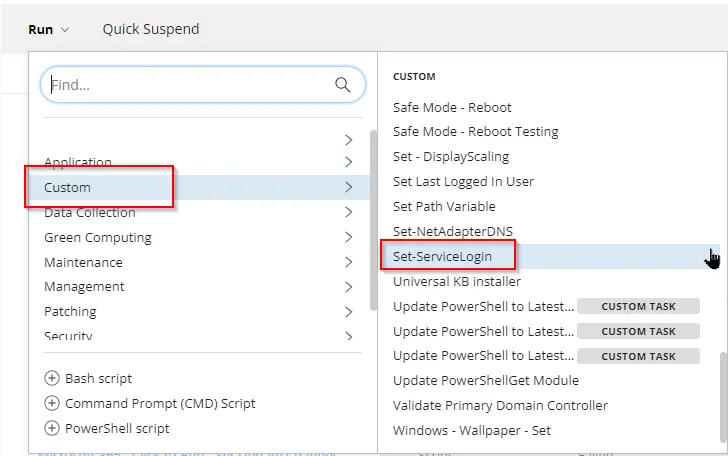 Run
Quick Suspend
Find...
Application
Custom
Data Collection
Green Computing
Maintenance
Management
Patching
Security
Bash script
Command Prompt (CMD) Script
PowerShell script
CUSTOM
Safe Mode - Reboot
Safe Mode - Reboot Testing
Set - DisplayScaling
Set Last Logged In User
Set Path Variable
Set-NetAdapterDNS
Set-ServiceLogin
Universal KB installer
Update PowerShell to Latest... CUSTOM TASK
Update PowerShell to Latest... CUSTOM TASK
Update PowerShell to Latest... CUSTOM TASK
Update PowerShellGet Module
Validate Primary Domain Controller
Windows - Wallpaper - Set